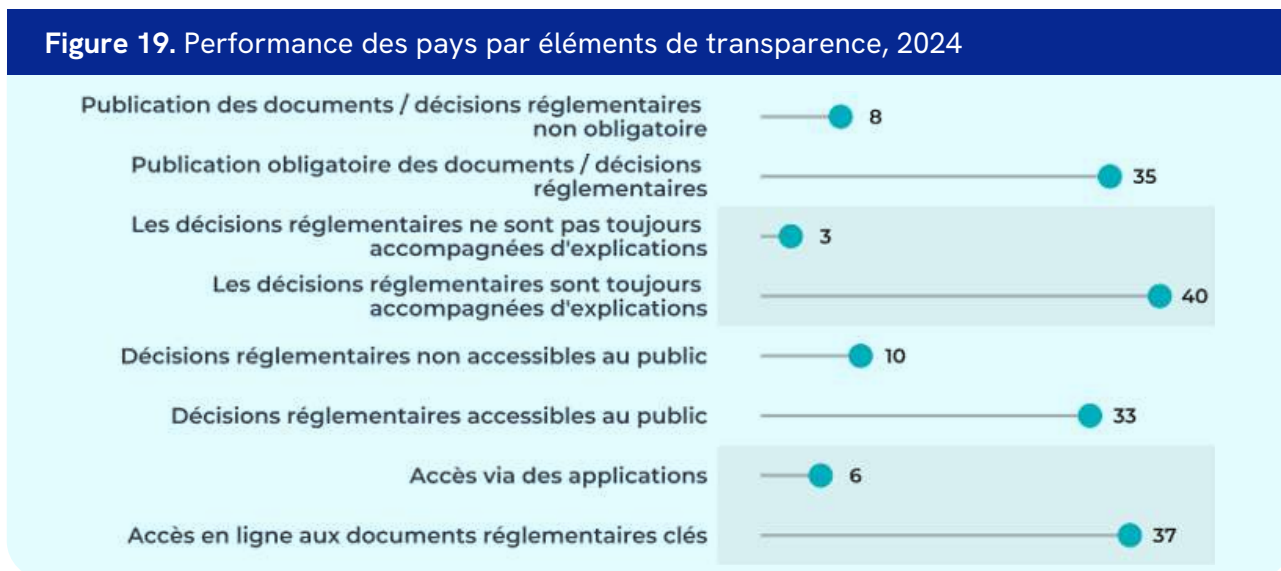 Figure 19. Performance des pays par éléments de transparence, 2024
Publication des documents / décisions réglementaires
non obligatoire
8
Publication obligatoire des documents / décisions
réglementaires
35
Les décisions réglementaires ne sont pas toujours
accompagnées d'explications
3
Les décisions réglementaires sont toujours
accompagnées d'explications
40
Décisions réglementaires non accessibles au public
10
Décisions réglementaires accessibles au public
33
Accès via des applications
6
Accès en ligne aux documents réglementaires clés
37